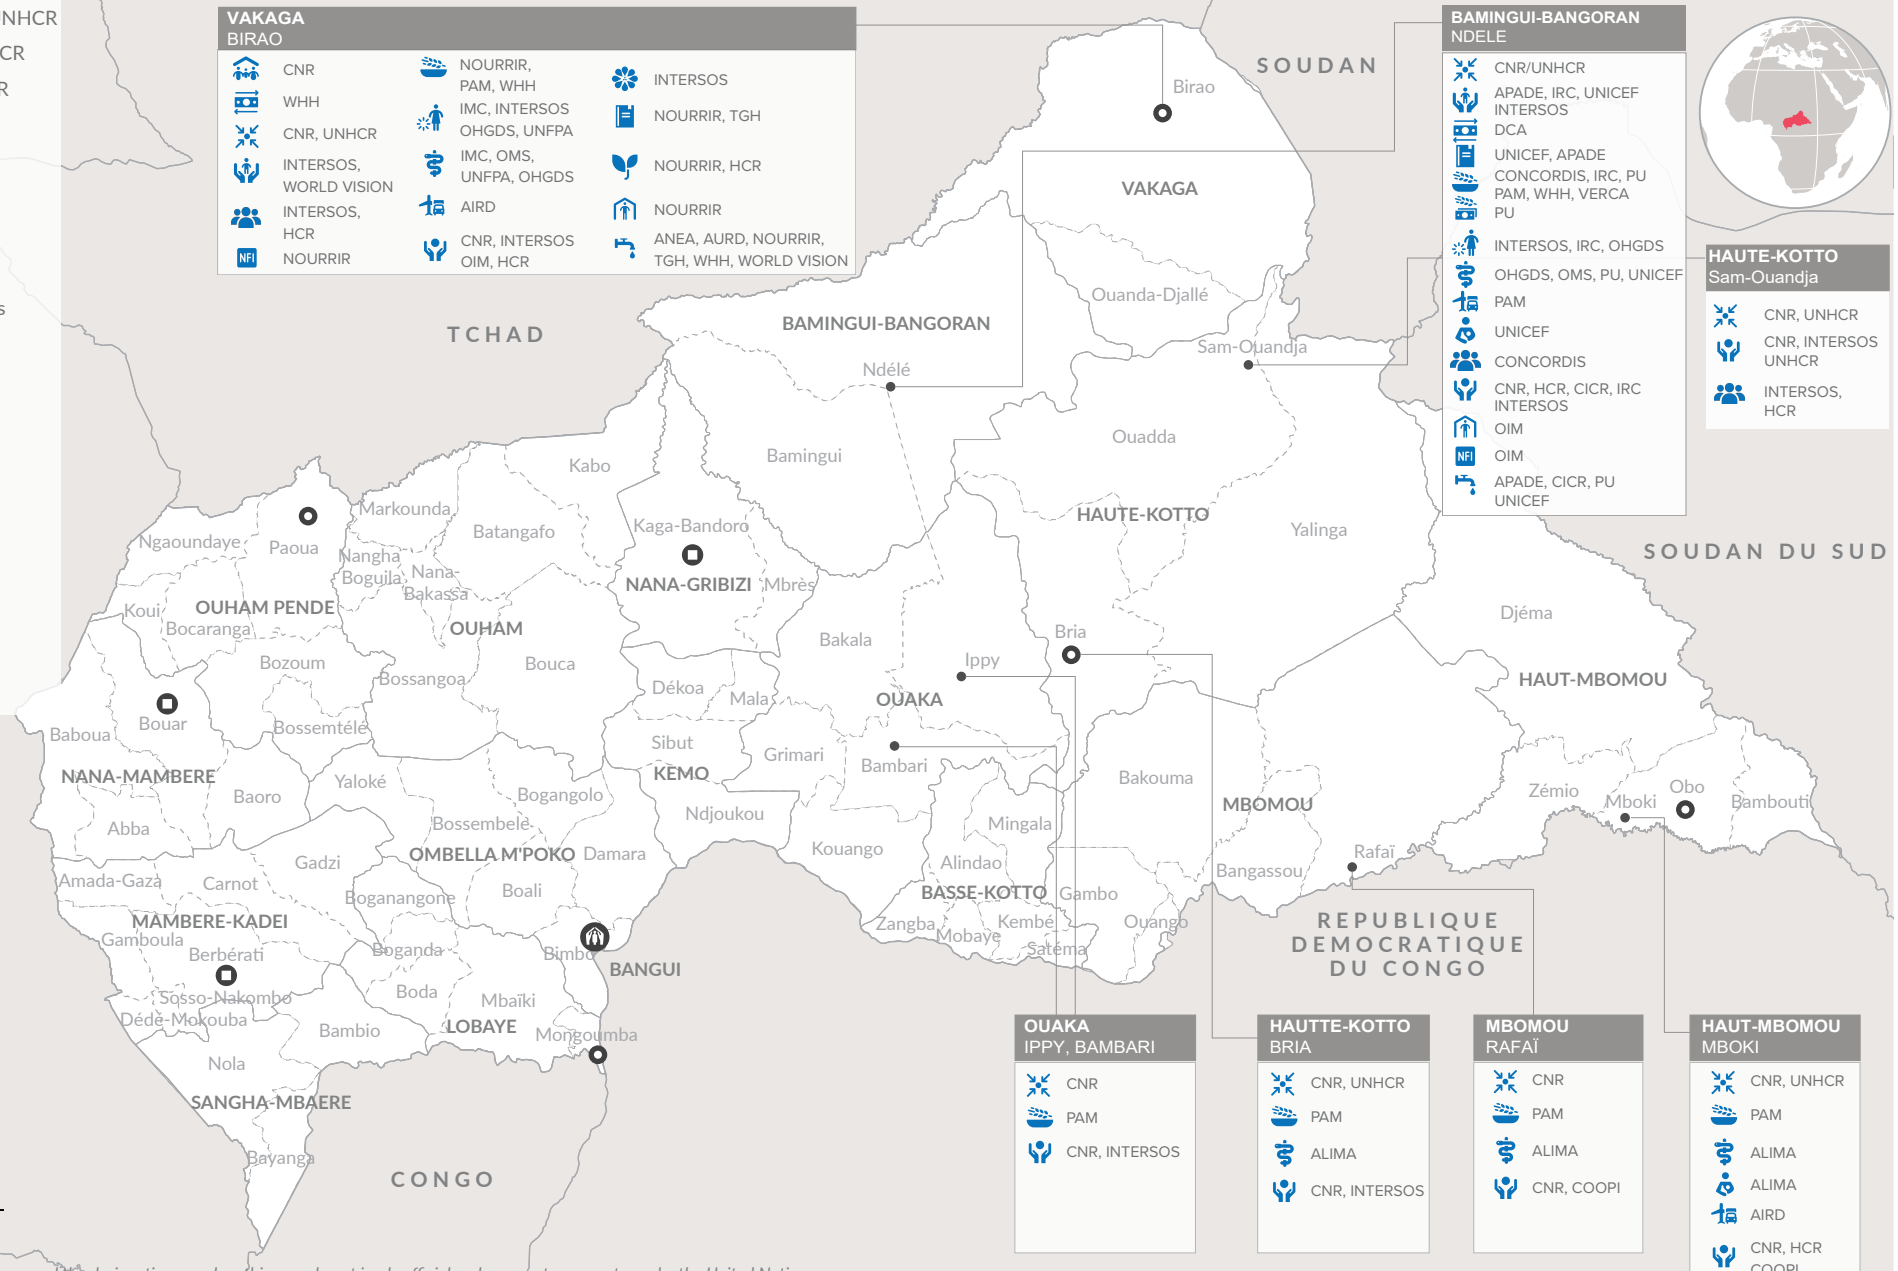 NHCR
CR
R
s
VAKAGA
BIRAO
CNR
WHH
CNR, UNHCR
INTERSOS,
WORLD VISION
INTERSOS,
HCR
NFI
NOURRIR
NOURRIR,
PAM, WHH
IMC, INTERSOS
OHGDS, UNFPA
IMC, OMS,
UNFPA, OHGDS
AIRD
CNR, INTERSOS
OIM, HCR
INTERSOS
NOURRIR, TGH
NOURRIR, HCR
NOURRIR
ANEA, AURD, NOURRIR,
TGH, WHH, WORLD VISION
BAMINGUI-BANGORAN
NDELE
CNR/UNHCR
APADE, IRC, UNICEF
INTERSOS
DCA
UNICEF, APADE
CONCORDIS, IRC, PU
PAM, WHH, VERCA
PU
INTERSOS, IRC, OHGDS
OHGDS, OMS, PU, UNICEF
PAM
UNICEF
CONCORDIS
CNR, HCR, CICR, IRC
INTERSOS
OIM
NFI
OIM
APADE, CICR, PU
UNICEF
HAUTE-KOTTO
Sam-Ouandja
CNR, UNHCR
CNR, INTERSOS
UNHCR
INTERSOS,
HCR
SOUDAN
Birao
VAKAGA
Ouanda-Djallé
TCHAD
BAMINGUI-BANGORAN
Sam-Ouandja
Ndélé
Ouadda
Bamingui
Kabo
Markounda
Batangafo
Kaga-Bandoro
HAUTE-KOTTO
Yalinga
Ngaoundaye
Paoua
Nangha
Boguila
Nana-
Bakassa
NANA-GRIBIZI
Mbrès
SOUDAN DU SUD
Koui
OUHAM PENDE
Bocaranga
OUHAM
Bakala
Bria
Djéma
Bozoum
Bossangoa
Bouca
Ippy
Dékoa
Mala
OUAKA
HAUT-MBOMOU
Bouar
Baboua
Bossemtélé
Sibut
Grimari
Bambari
NANA-MAMBERE
KEMO
Yaloké
Baoro
Bogangolo
Bakouma
MBOMOU
Zémio
Mboki
Obo
Bambouti
Abba
Bossembele
Ndjoukou
Mingala
OMBELLA M'POKO
Damara
Gadzi
Kouango
Alindao
Rafaï
Bangassou
Amada-Gaza
Carnot
Boganangone
Boali
BASSE-KOTTO
Gambo
MAMBERE-KADEI
Gamboula
Berbérati
Boganda
Bimbo
BANGUI
Zangba
Mobaye
Kembé
Satéma
Ouango
REPUBLIQUE
DEMOCRATIQUE
DU CONGO
Sosso-Nakombo
Dédé-Mokouba
Boda
Mbaïki
Bambio
LOBAYE
Mongoumba
Nola
SANGHA-MBAERE
Bayanga
CONGO
OUAKA
IPPY, BAMBARI
CNR
PAM
CNR, INTERSOS
HAUTTE-KOTTO
BRIA
CNR, UNHCR
PAM
ALIMA
CNR, INTERSOS
MBOMOU
RAFAÏ
CNR
PAM
ALIMA
CNR, COOPI
HAUT-MBOMOU
MBOKI
CNR, UNHCR
PAM
ALIMA
ALIMA
AIRD
CNR, HCR
COOPI